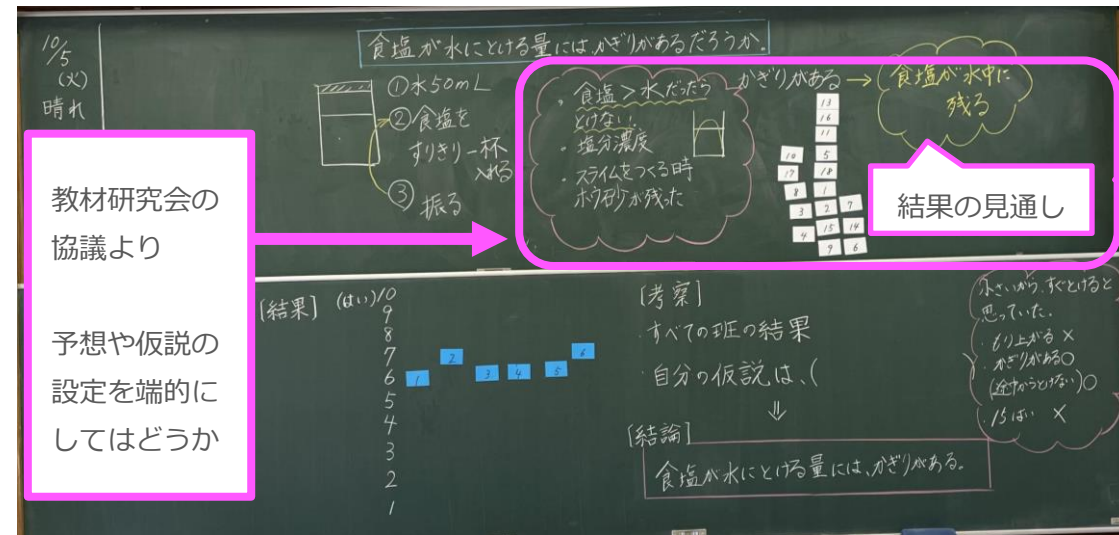 10/5
(火)
晴れ
食塩が水にとける量には、かぎりがあるだろうか。
①水50mL
②食塩を
すりきり一杯
入れる
③振る
・食塩>水だったら
とけない。
・塩分濃度
・スライムをつくる時
ホウ砂が残った
かぎりがある→
食塩が水中に
残る
13
16
11
10 5
17 18
8 1
3 2 7
4 15 14
9 6
結果の見通し
教材研究会の
協議より
予想や仮説の
設定を端的に
してはどうか
[結果] (はい)10
9
8
7
6
5
4
3
2
1
1 2 3 4 5 6
[考察]
・すべての班の結果
・自分の仮説は、(
⇓
[結論]
食塩が水にとける量には、かぎりがある。
小さいから、すぐとけると
思っていた。
・もり上がる ×
・かぎりがある○
(途中からとけない)○
・15はい ×